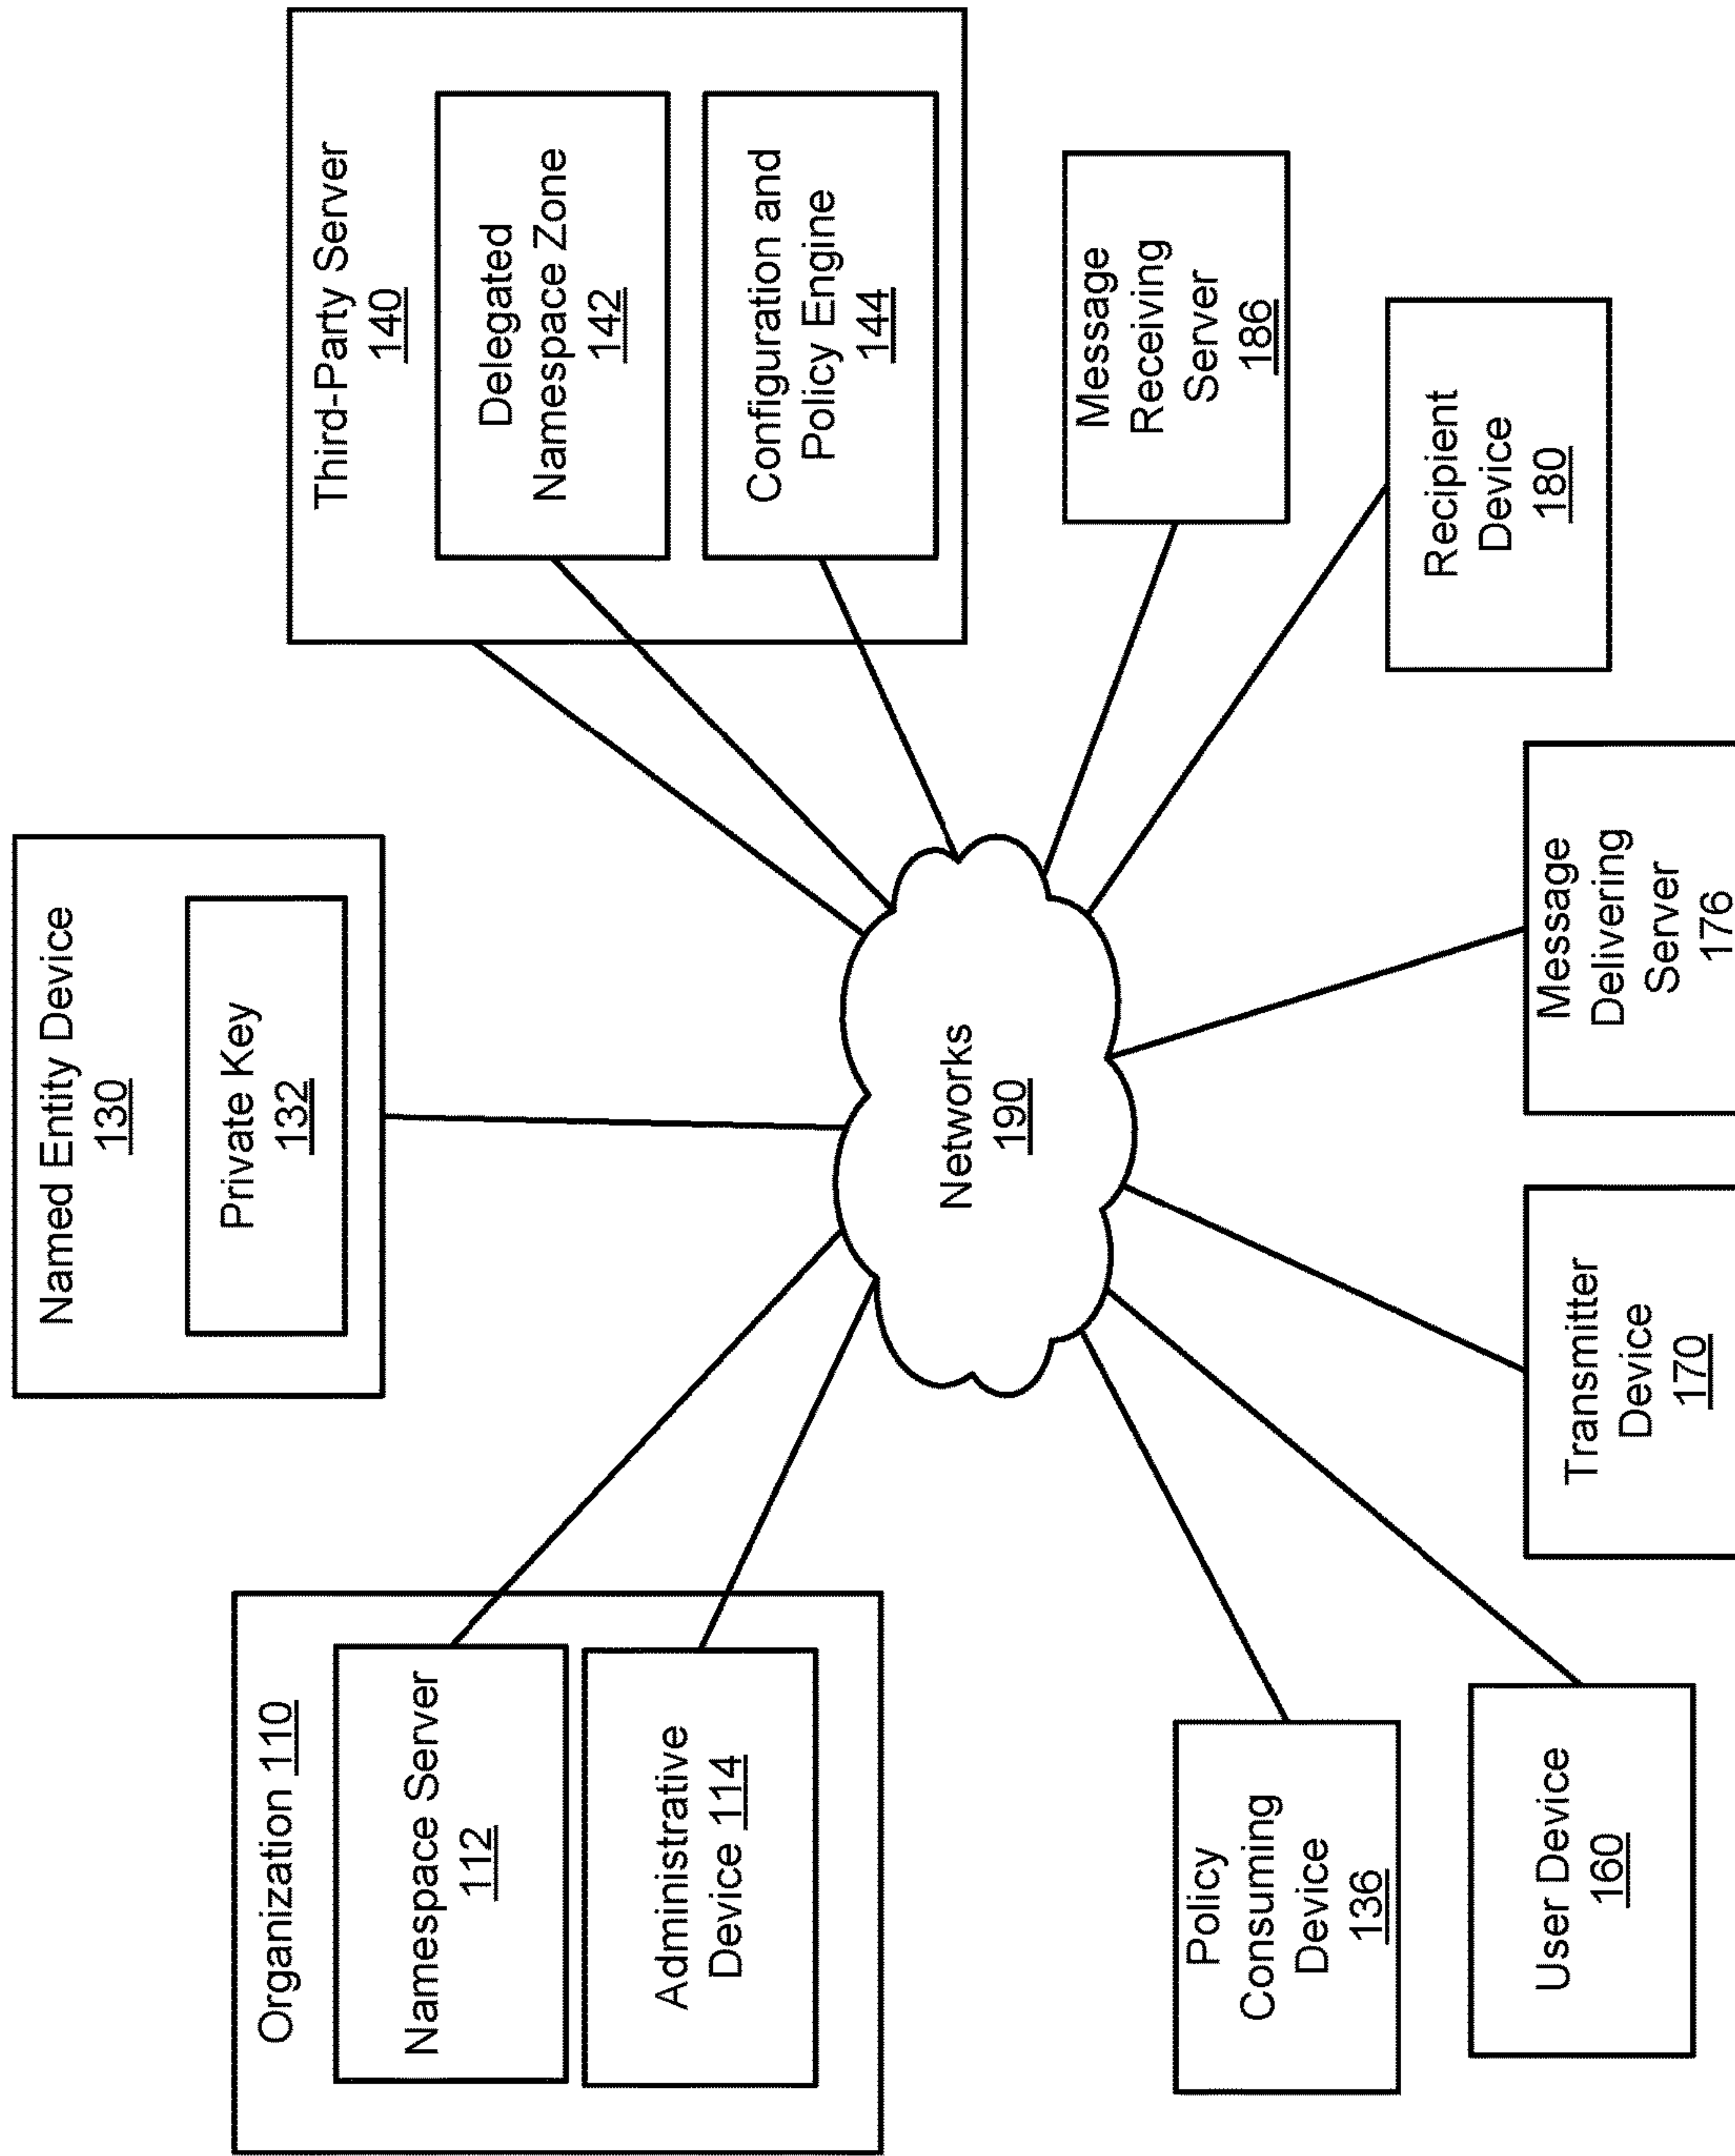 Organization 110
Namespace Server
112
Administrative
Device 114
Named Entity Device
130
Private Key
132
Third-Party Server
140
Delegated
Namespace Zone
142
Configuration and
Policy Engine
144
Networks
190
Policy
Consuming
Device
136
User Device
160
Transmitter
Device
170
Message
Delivering
Server
176
Recipient
Device
180
Message
Receiving
Server
186